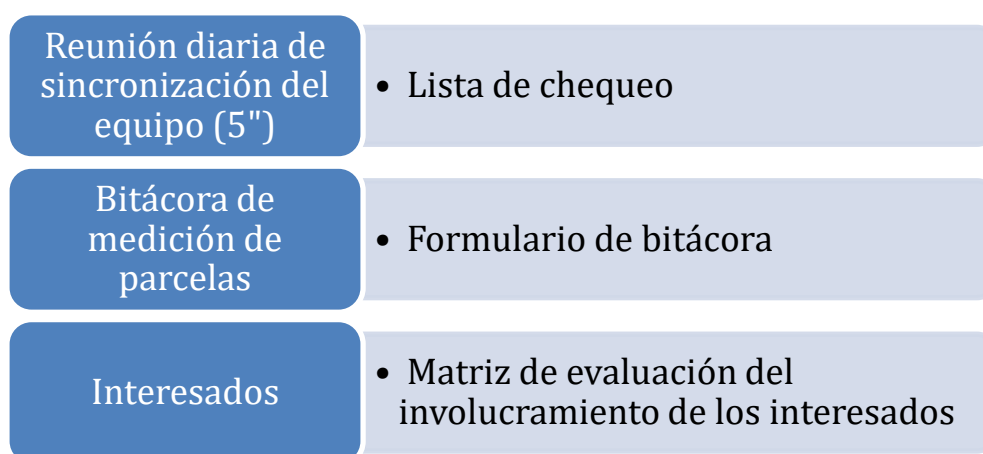 Reunión diaria de
sincronización del
equipo (5")
• Lista de chequeo
Bitácora de
medición de
parcelas
• Formulario de bitácora
Interesados
• Matriz de evaluación del
involucramiento de los interesados